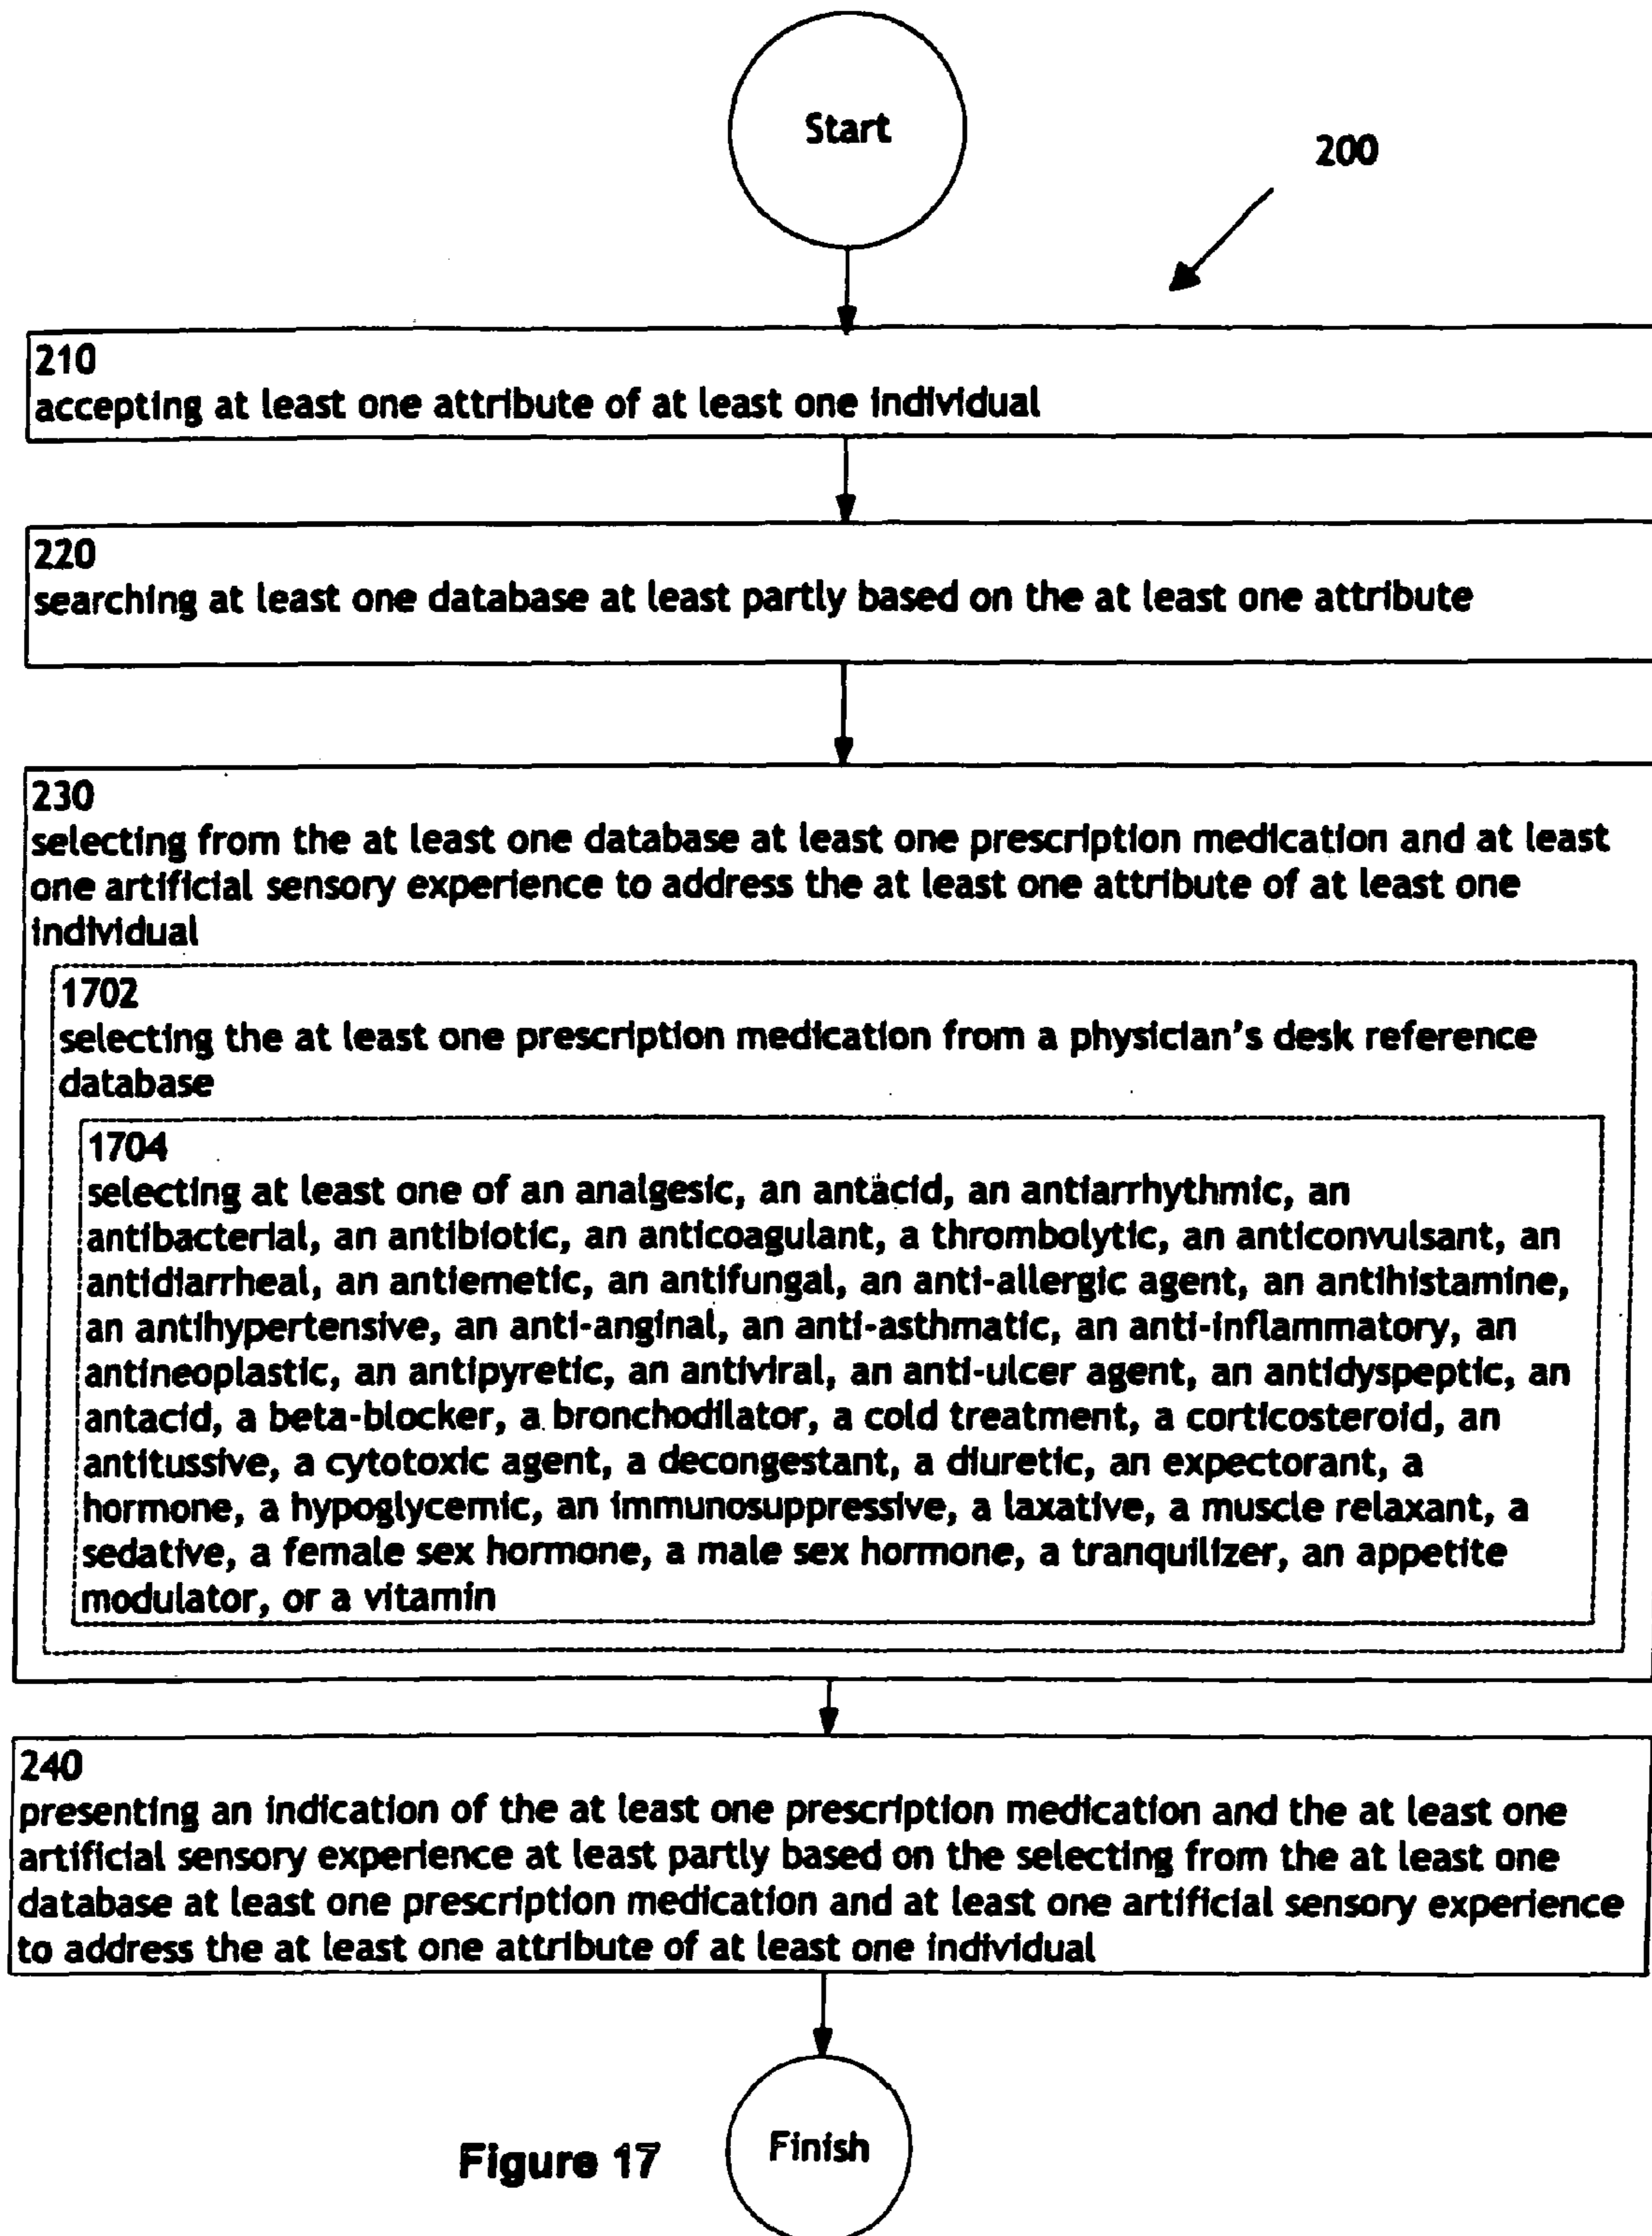 Start
200
210
accepting at least one attribute of at least one individual
220
searching at least one database at least partly based on the at least one attribute
230
selecting from the at least one database at least one prescription medication and at least
one artificial sensory experience to address the at least one attribute of at least one
individual
1702
selecting the at least one prescription medication from a physician's desk reference
database
1704
selecting at least one of an analgesic, an antacid, an antiarrhythmic, an
antibacterial, an antibiotic, an anticoagulant, a thrombolytic, an anticonvulsant, an
antidiarrheal, an antiemetic, an antifungal, an anti-allergic agent, an antihistamine,
an antihypertensive, an anti-anginal, an anti-asthmatic, an anti-inflammatory, an
antineoplastic, an antipyretic, an antiviral, an anti-ulcer agent, an antidyspeptic, an
antacid, a beta-blocker, a bronchodilator, a cold treatment, a corticosteroid, an
antitussive, a cytotoxic agent, a decongestant, a diuretic, an expectorant, a
hormone, a hypoglycemic, an immunosuppressive, a laxative, a muscle relaxant, a
sedative, a female sex hormone, a male sex hormone, a tranquilizer, an appetite
modulator, or a vitamin
240
presenting an indication of the at least one prescription medication and the at least one
artificial sensory experience at least partly based on the selecting from the at least one
database at least one prescription medication and at least one artificial sensory experience
to address the at least one attribute of at least one individual
Finish
Figure 17